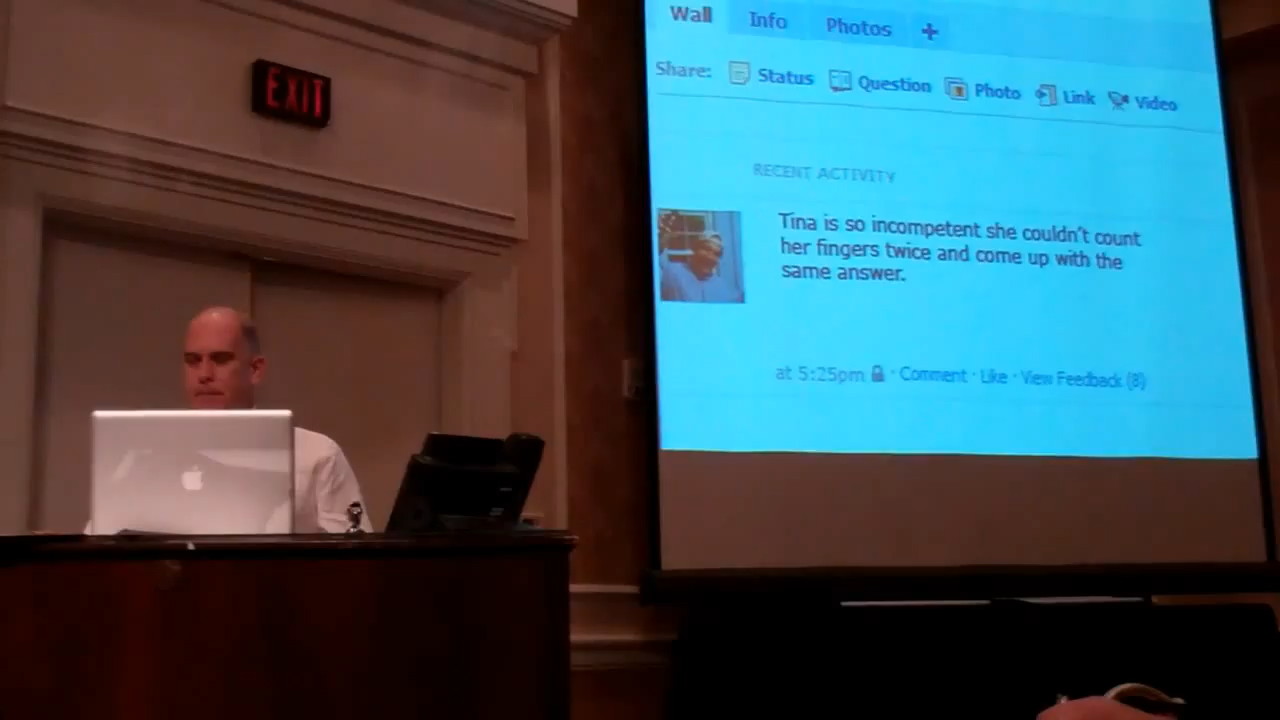 EXIT
Wall Info Photos +
Share: Status Question Photo Link Video
RECENT ACTIVITY
Tina is so incompetent she couldn't count
her fingers twice and come up with the
same answer.
at 5:25pm · Comment · Like · View Feedback (8)